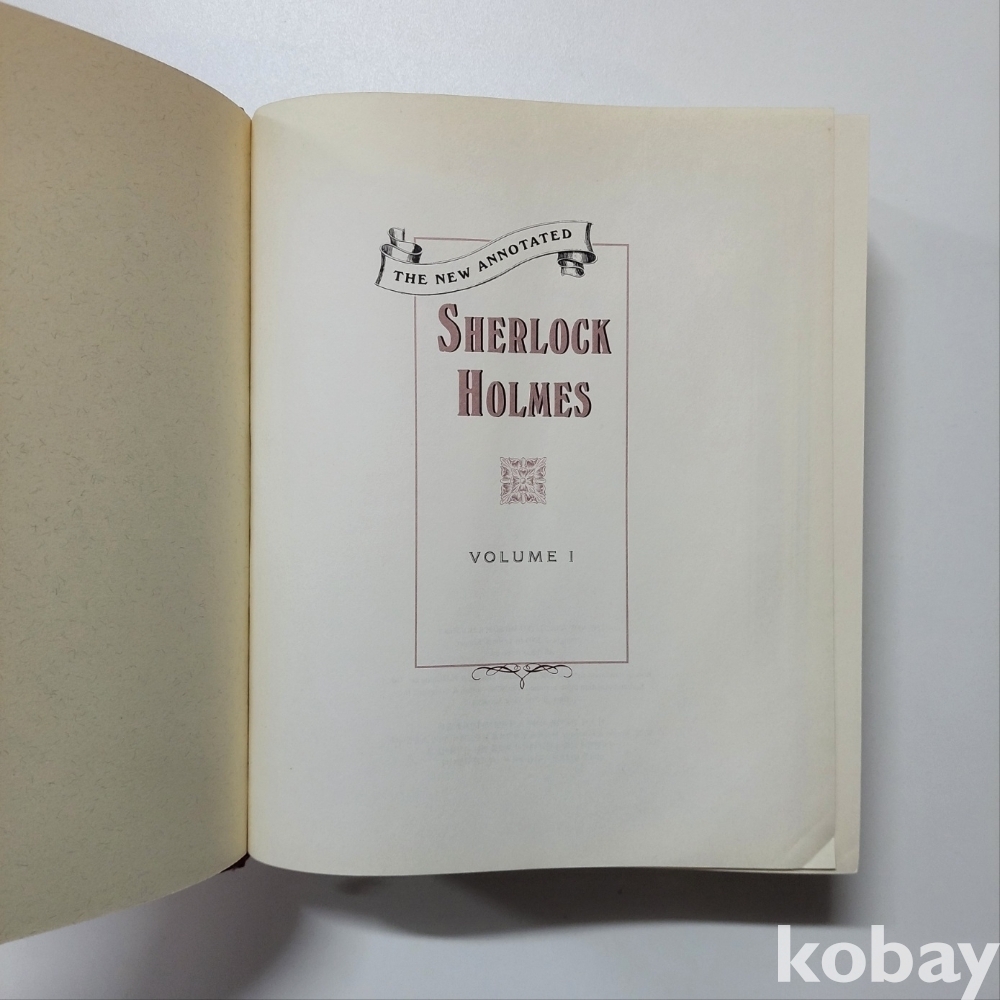 THE NEW ANNOTATED
SHERLOCK
HOLMES
VOLUME I
kobay